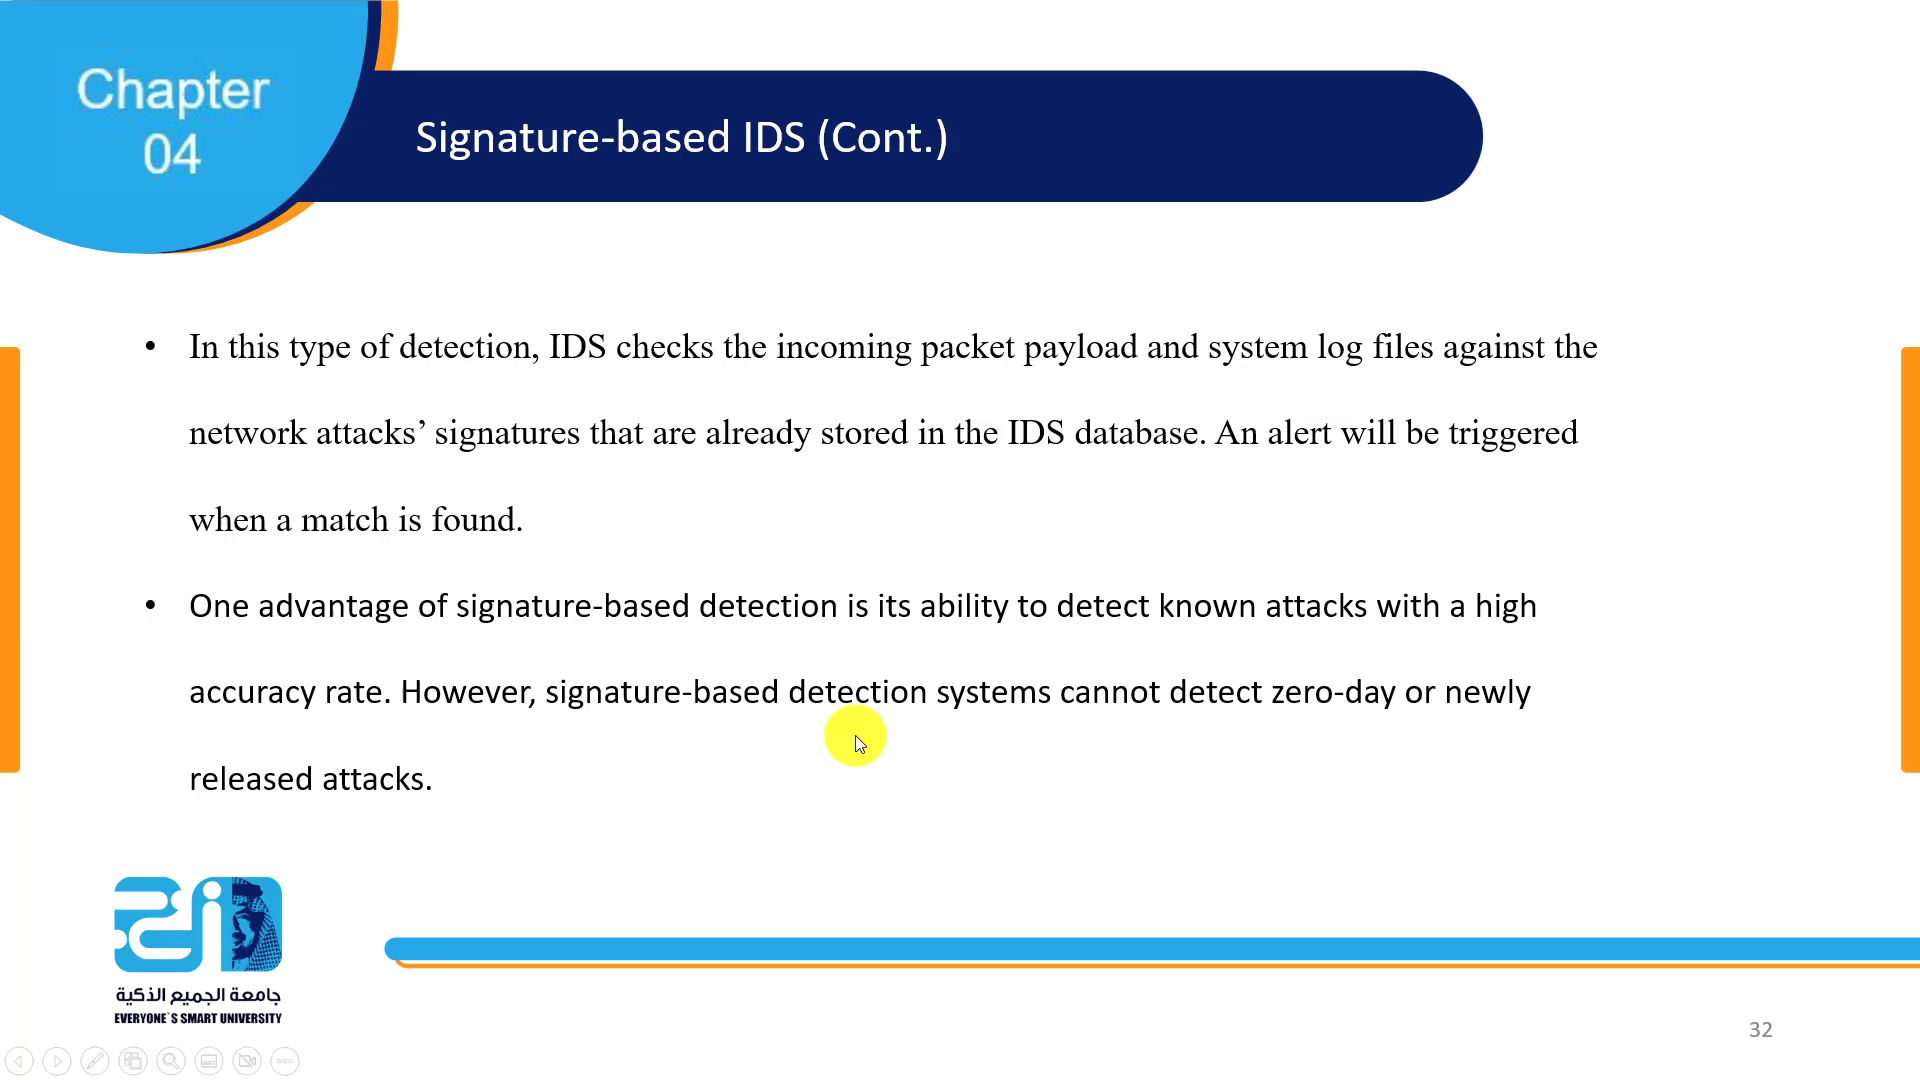 Chapter
04
Signature-based IDS (Cont.)
• In this type of detection, IDS checks the incoming packet payload and system log files against the
network attacks’ signatures that are already stored in the IDS database. An alert will be triggered
when a match is found.
• One advantage of signature-based detection is its ability to detect known attacks with a high
accuracy rate. However, signature-based detection systems cannot detect zero-day or newly
released attacks.
جامعة الجميع الذكية
EVERYONE`S SMART UNIVERSITY
32